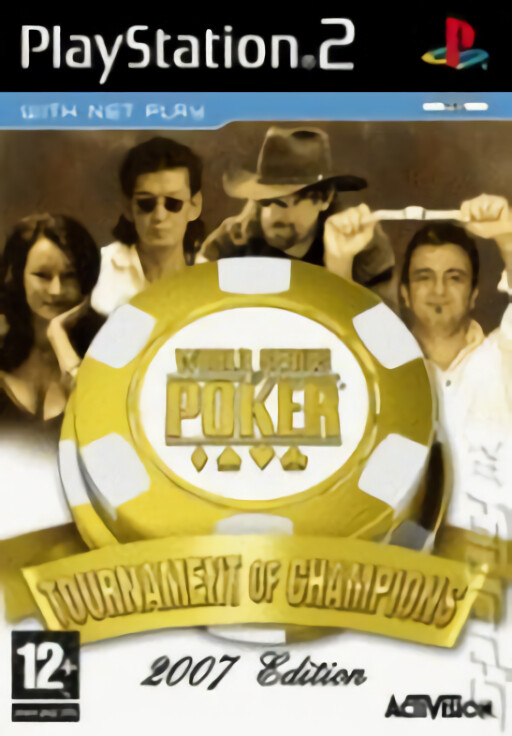 PlayStation.2
WITH NET PLAY
WORLD SERIES
POKER
TOURNAMENT OF CHAMPIONS
2007 Edition
12+
ACTIVISION